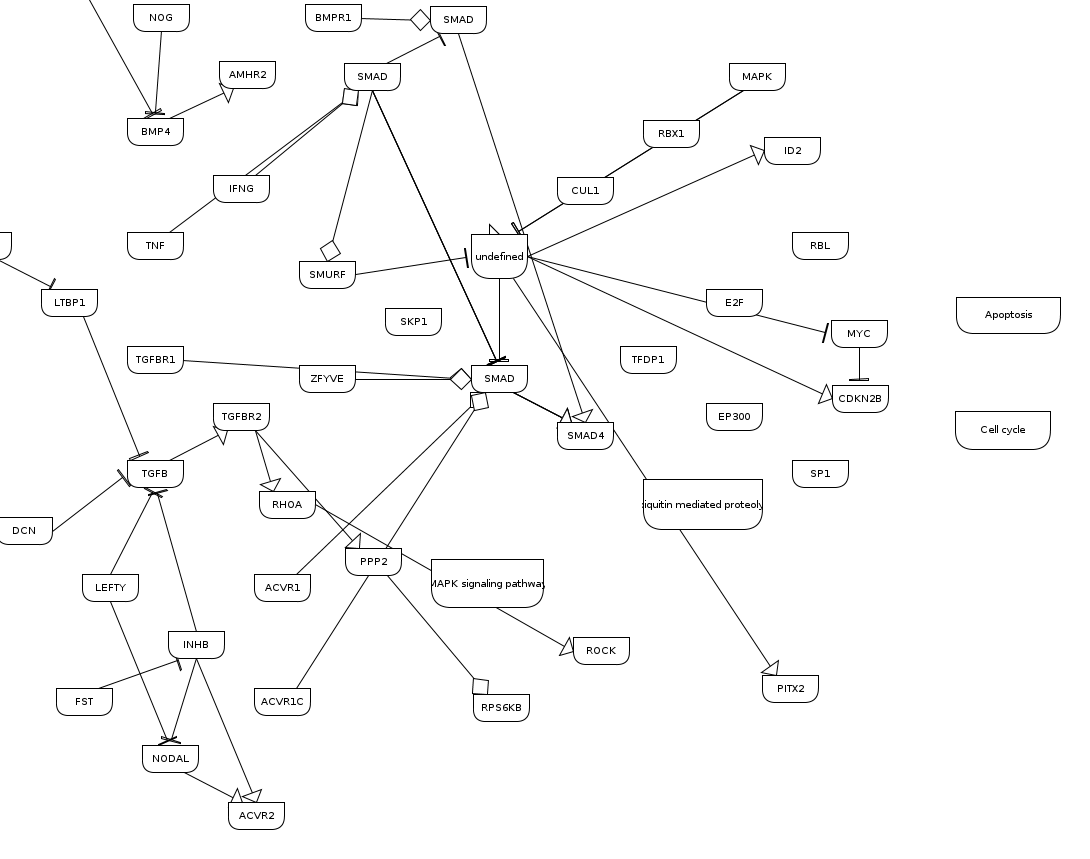 NOG
BMPR1
SMAD
AMHR2
SMAD
MAPK
BMP4
RBX1
ID2
IFNG
CUL1
TNF
RBL
undefined
SMURF
LTBP1
E2F
Apoptosis
SKP1
MYC
TGFBR1
TFDP1
ZFYVE
SMAD
CDKN2B
TGFBR2
EP300
Cell cycle
SMAD4
TGFB
SP1
RHOA
iquitin mediated proteoly
DCN
PPP2
MAPK signaling pathway
LEFTY
ACVR1
INHB
ROCK
PITX2
FST
ACVR1C
RPS6KB
NODAL
ACVR2